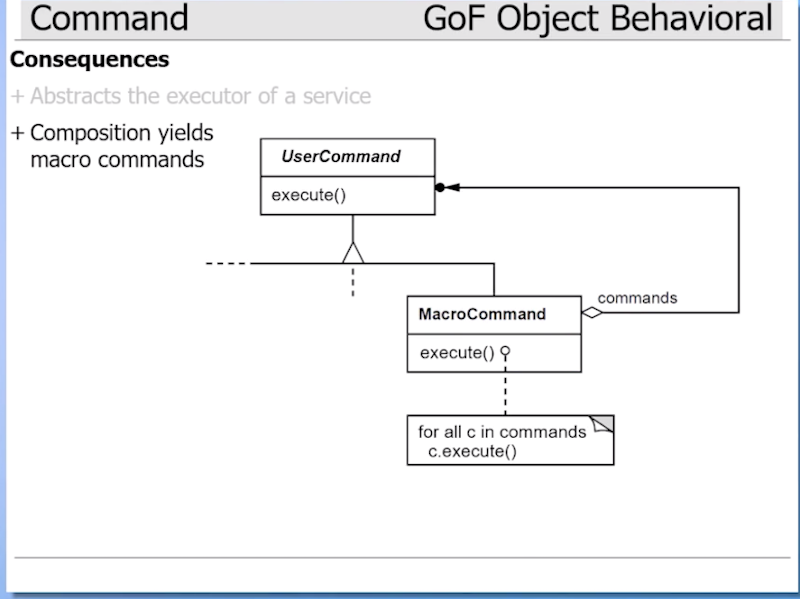 Command
GoF Object Behavioral
Consequences
+ Abstracts the executor of a service
+ Composition yields
macro commands
UserCommand
execute()
commands
MacroCommand
execute()
for all c in commands
c.execute()